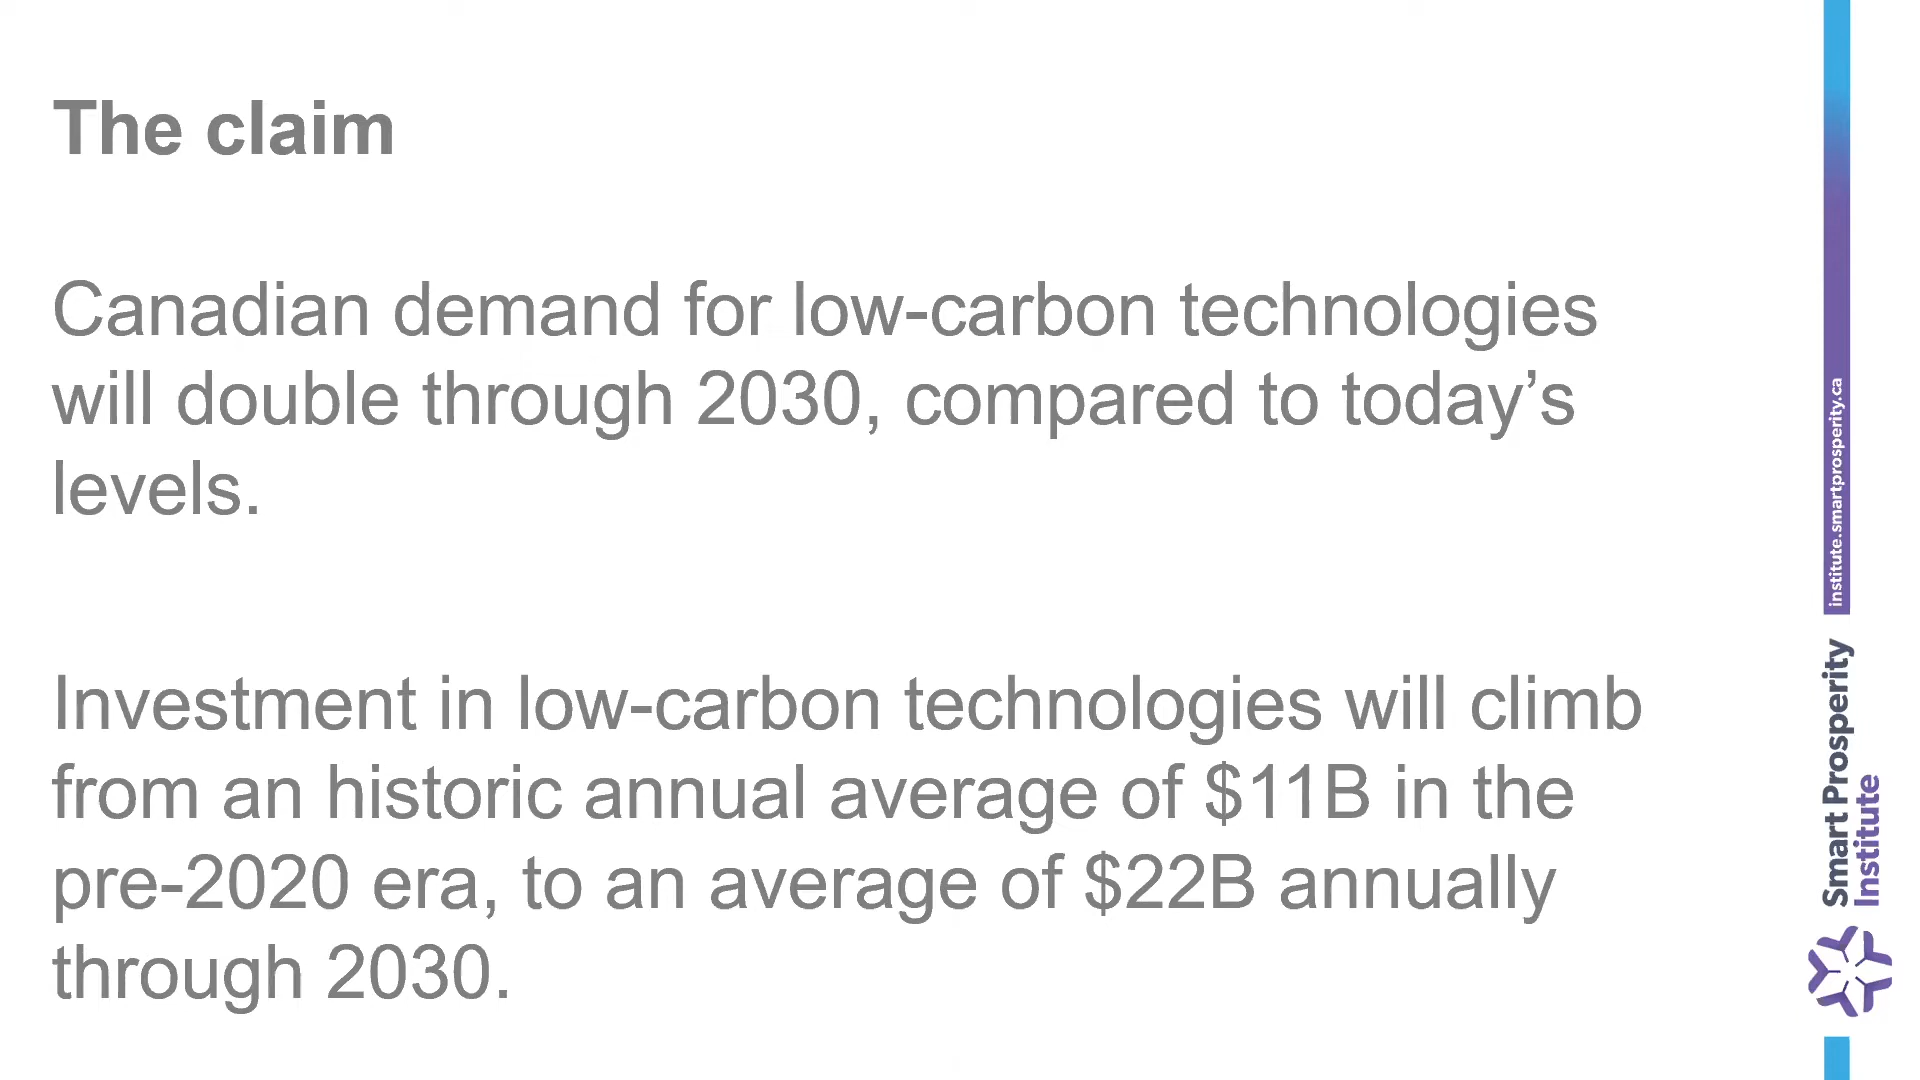 The claim
Canadian demand for low-carbon technologies
will double through 2030, compared to today’s
levels.
Investment in low-carbon technologies will climb
from an historic annual average of $11B in the
pre-2020 era, to an average of $22B annually
through 2030.
institute.smartprosperity.ca
Smart Prosperity
Institute